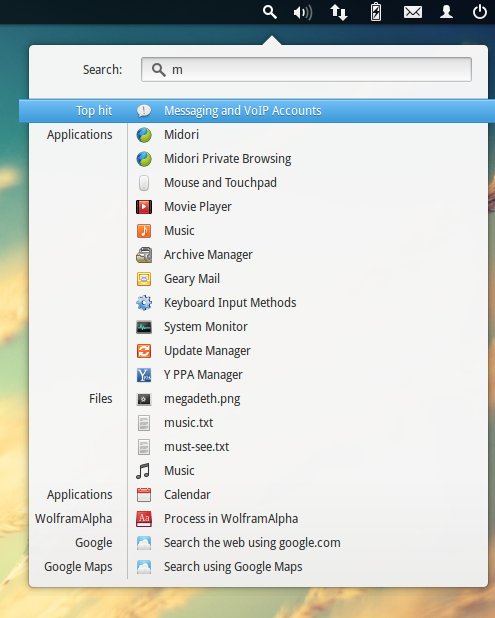 Search: m
Top hit Messaging and VoIP Accounts
Applications Midori
Midori Private Browsing
Mouse and Touchpad
Movie Player
Music
Archive Manager
Geary Mail
Keyboard Input Methods
System Monitor
Update Manager
Y PPA Manager
Files megadeth.png
music.txt
must-see.txt
Music
Applications Calendar
WolframAlpha Process in WolframAlpha
Google Search the web using google.com
Google Maps Search using Google Maps